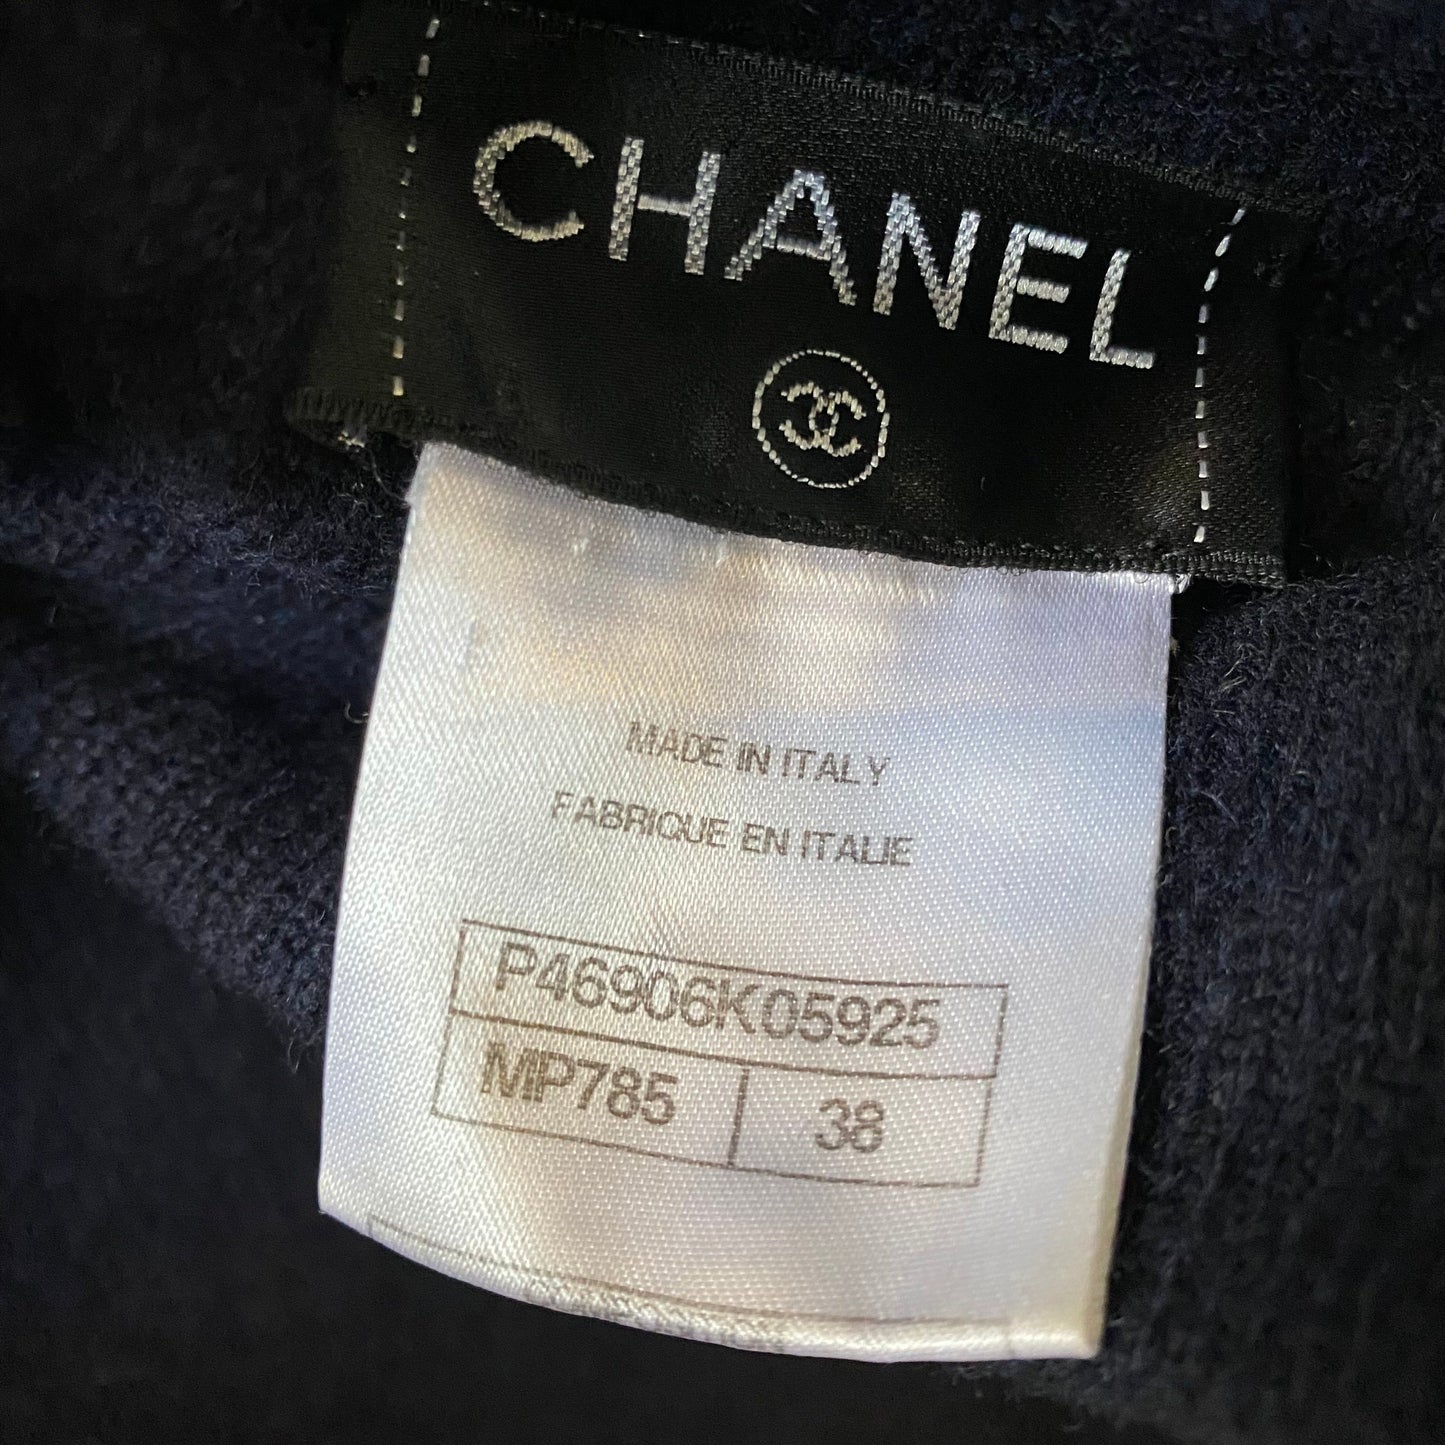 CHANEL
MADE IN ITALY
FABRIQUE EN ITALIE
P46906K05925
MP785 38